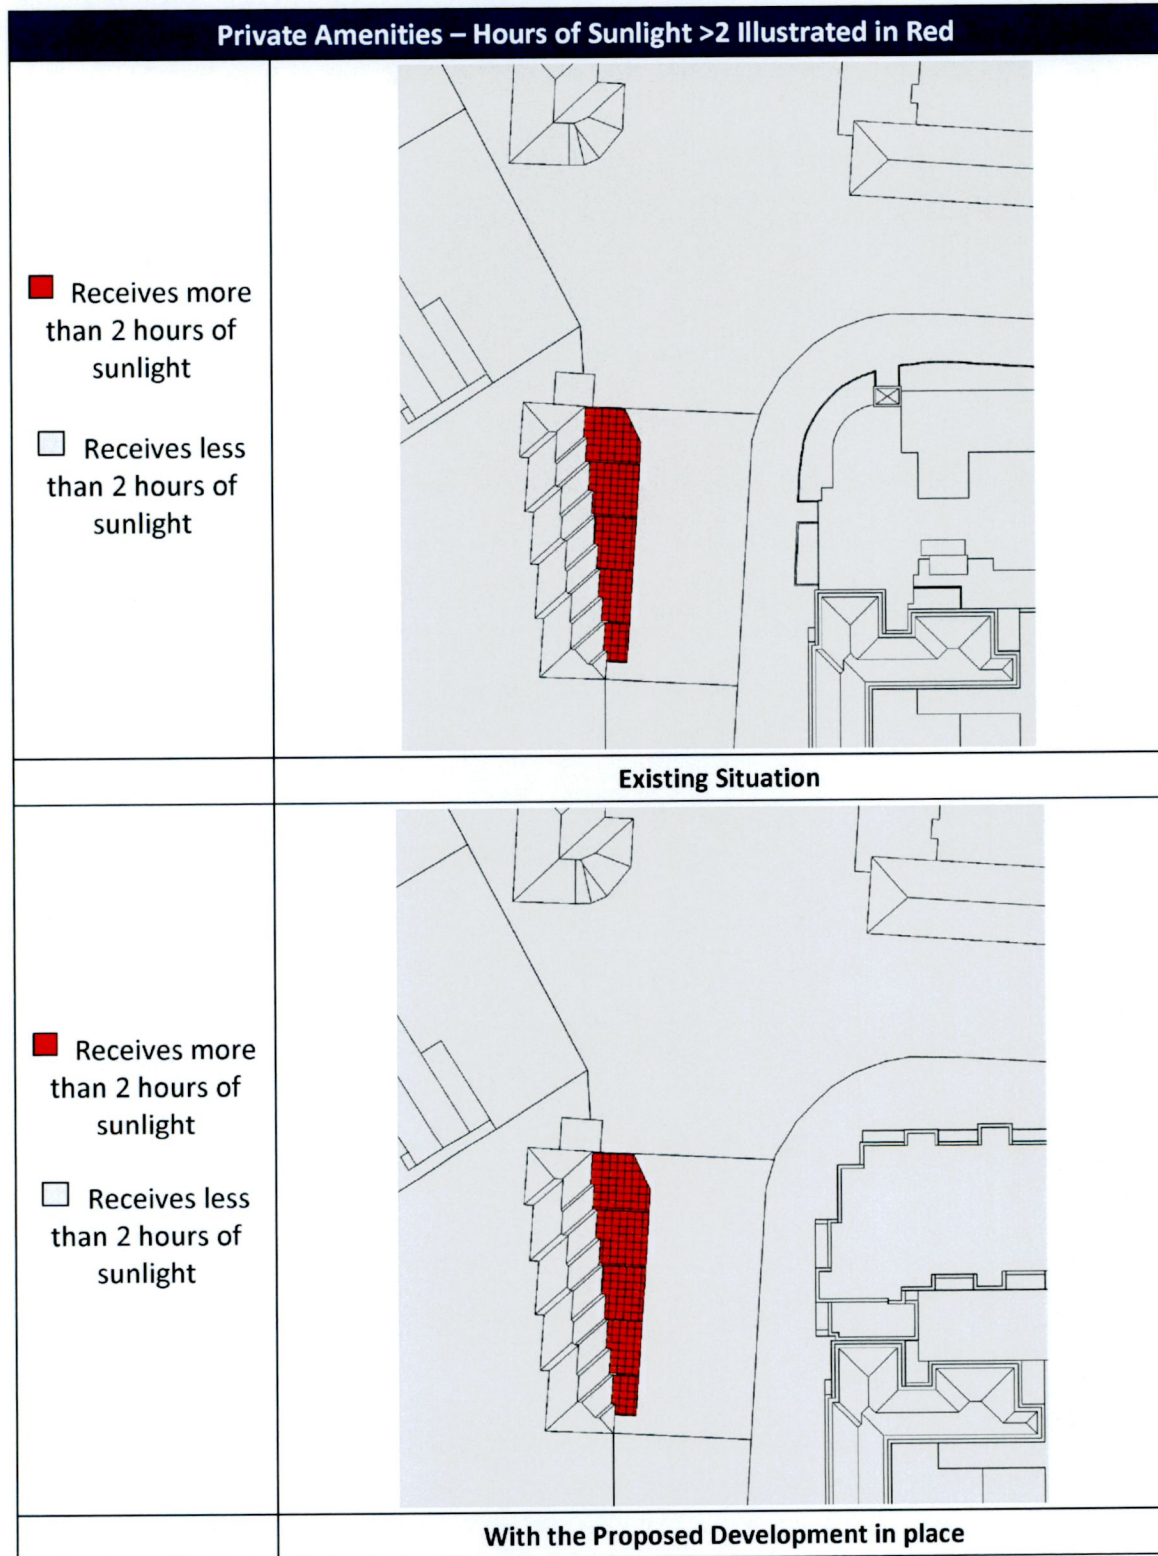 Private Amenities – Hours of Sunlight >2 Illustrated in Red
Receives more
than 2 hours of
sunlight
Receives less
than 2 hours of
sunlight
Existing Situation
Receives more
than 2 hours of
sunlight
Receives less
than 2 hours of
sunlight
With the Proposed Development in place